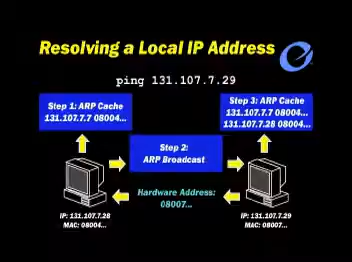 Resolving a Local IP Address
ping 131.107.7.29
Step 1: ARP Cache
131.107.7.7 08004...
Step 3: ARP Cache
131.107.7.7 08004...
131.107.7.28 08004...
Step 2:
ARP Broadcast
Hardware Address:
08007...
IP: 131.107.7.28
MAC: 08004...
IP: 131.107.7.29
MAC: 08007...